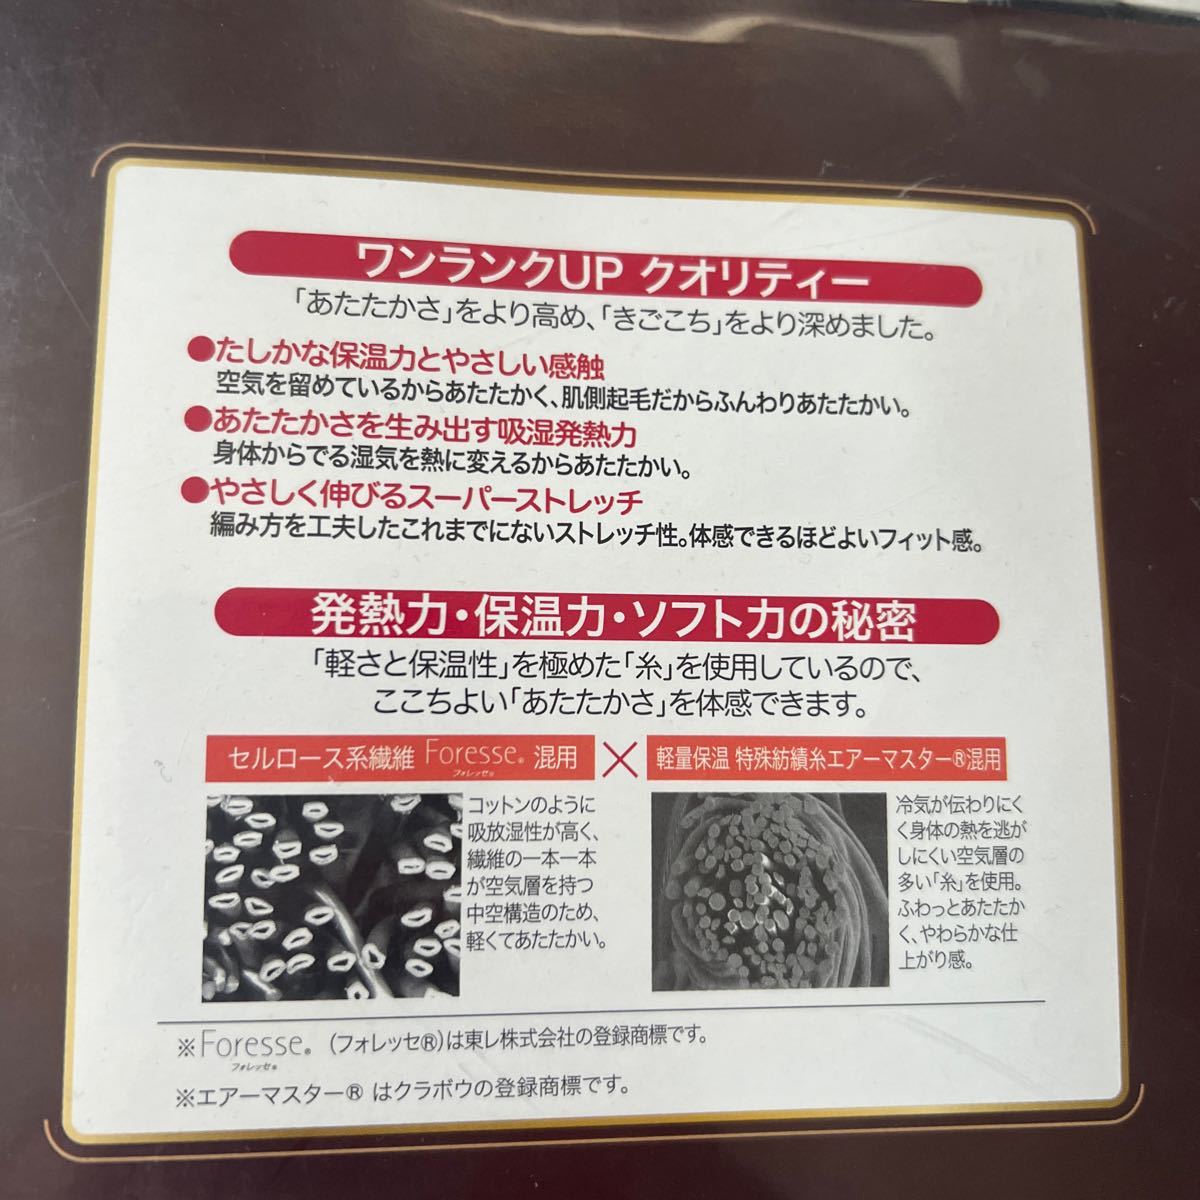 ワンランクUP クオリティー
「あたたかさ」をより高め、「きごこち」をより深めました。
●たしかな保温力とやさしい感触
空気を留めているからあたたかく、肌側起毛だからふんわりあたたかい。
●あたたかさを生み出す吸湿発熱力
身体からでる湿気を熱に変えるからあたたかい。
●やさしく伸びるスーパーストレッチ
編み方を工夫したこれまでにないストレッチ性。体感できるほどよいフィット感。
発熱力・保温力・ソフト力の秘密
「軽さと保温性」を極めた「糸」を使用しているので、
ここちよい「あたたかさ」を体感できます。
セルロース系繊維 Foresse® 混用
フォレッセ®
×
軽量保温 特殊紡績糸エアーマスター®混用
コットンのように
吸放湿性が高く、
繊維の一本一本
が空気層を持つ
中空構造のため、
軽くてあたたかい。
冷気が伝わりにく
く身体の熱を逃が
しにくい空気層の
多い「糸」を使用。
ふわっとあたたか
く、やわらかな仕
上がり感。
※Foresse® (フォレッセ®)は東レ株式会社の登録商標です。
フォレッセ®
※エアーマスター® はクラボウの登録商標です。